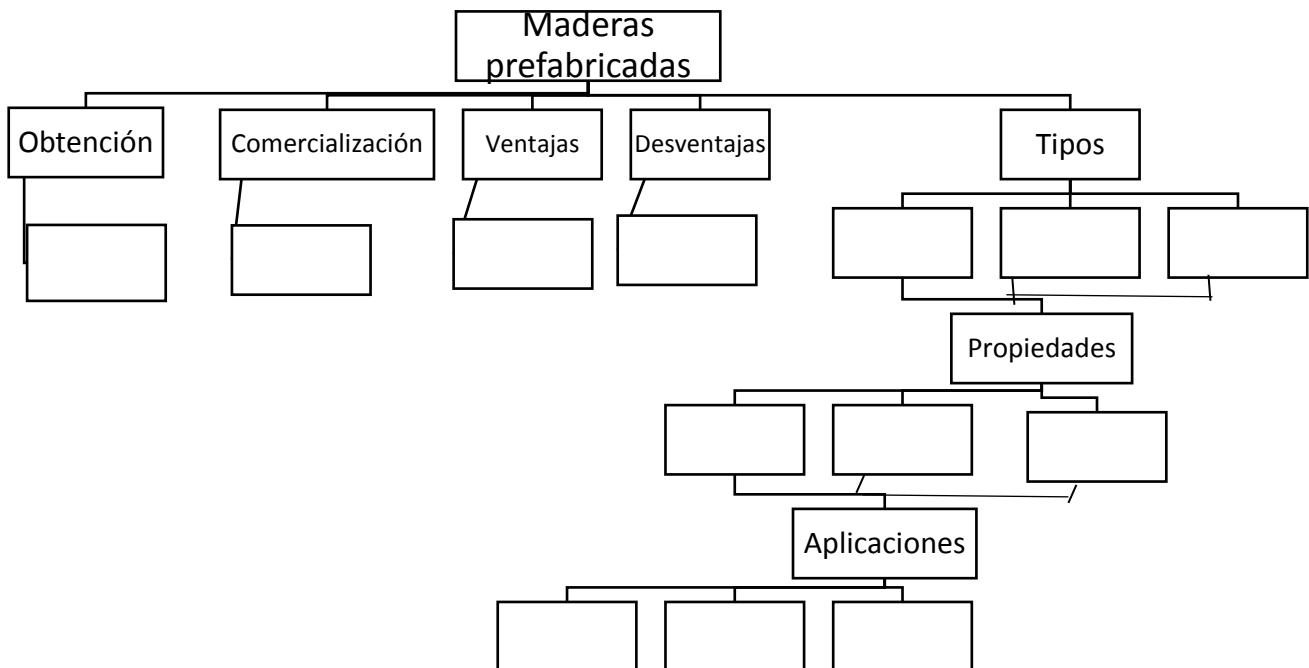 Maderas
prefabricadas
Obtención
Comercialización
Ventajas
Desventajas
Tipos
Propiedades
Aplicaciones